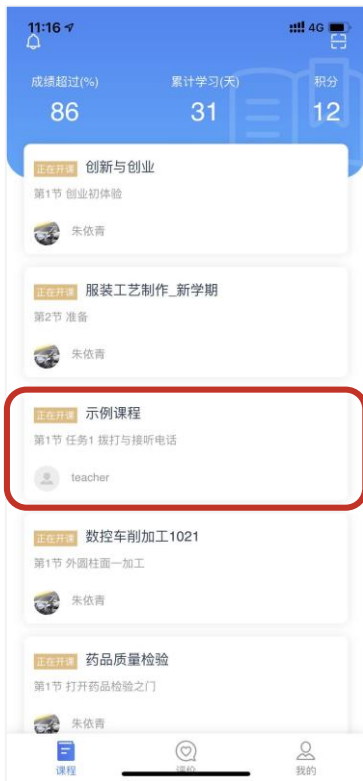 11:16
4G
成绩超过(%) 累计学习(天) 积分
86 31 12
正在开课 创新与创业
第1节 创业初体验
朱依青
正在开课 服装工艺制作_新学期
第2节 准备
朱依青
正在开课 示例课程
第1节 任务1 拨打与接听电话
teacher
正在开课 数控车削加工1021
第1节 外圆柱面一加工
朱依青
正在开课 药品质量检验
第1节 打开药品检验之门
朱依青
课程 评价 我的